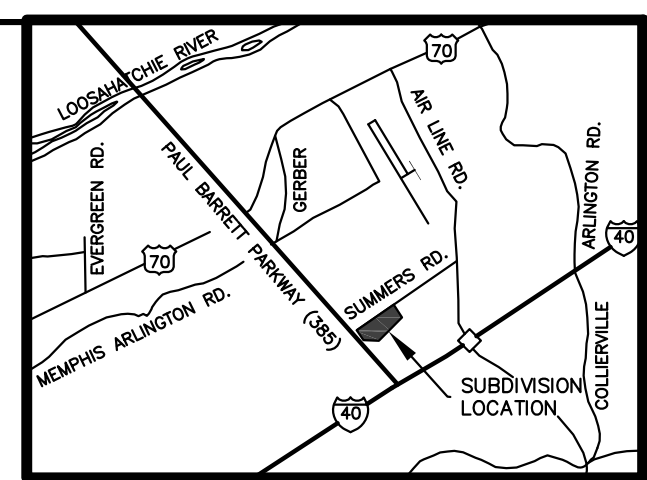 70
LOOSAHATCHIE RIVER
AIR LINE RD.
GERBER
ARLINGTON RD.
EVERGREEN RD.
PAUL BARRETT PARKWAY (385)
40
70
SUMMERS RD.
MEMPHIS ARLINGTON RD.
COLLIERVILLE
SUBDIVISION
LOCATION
40